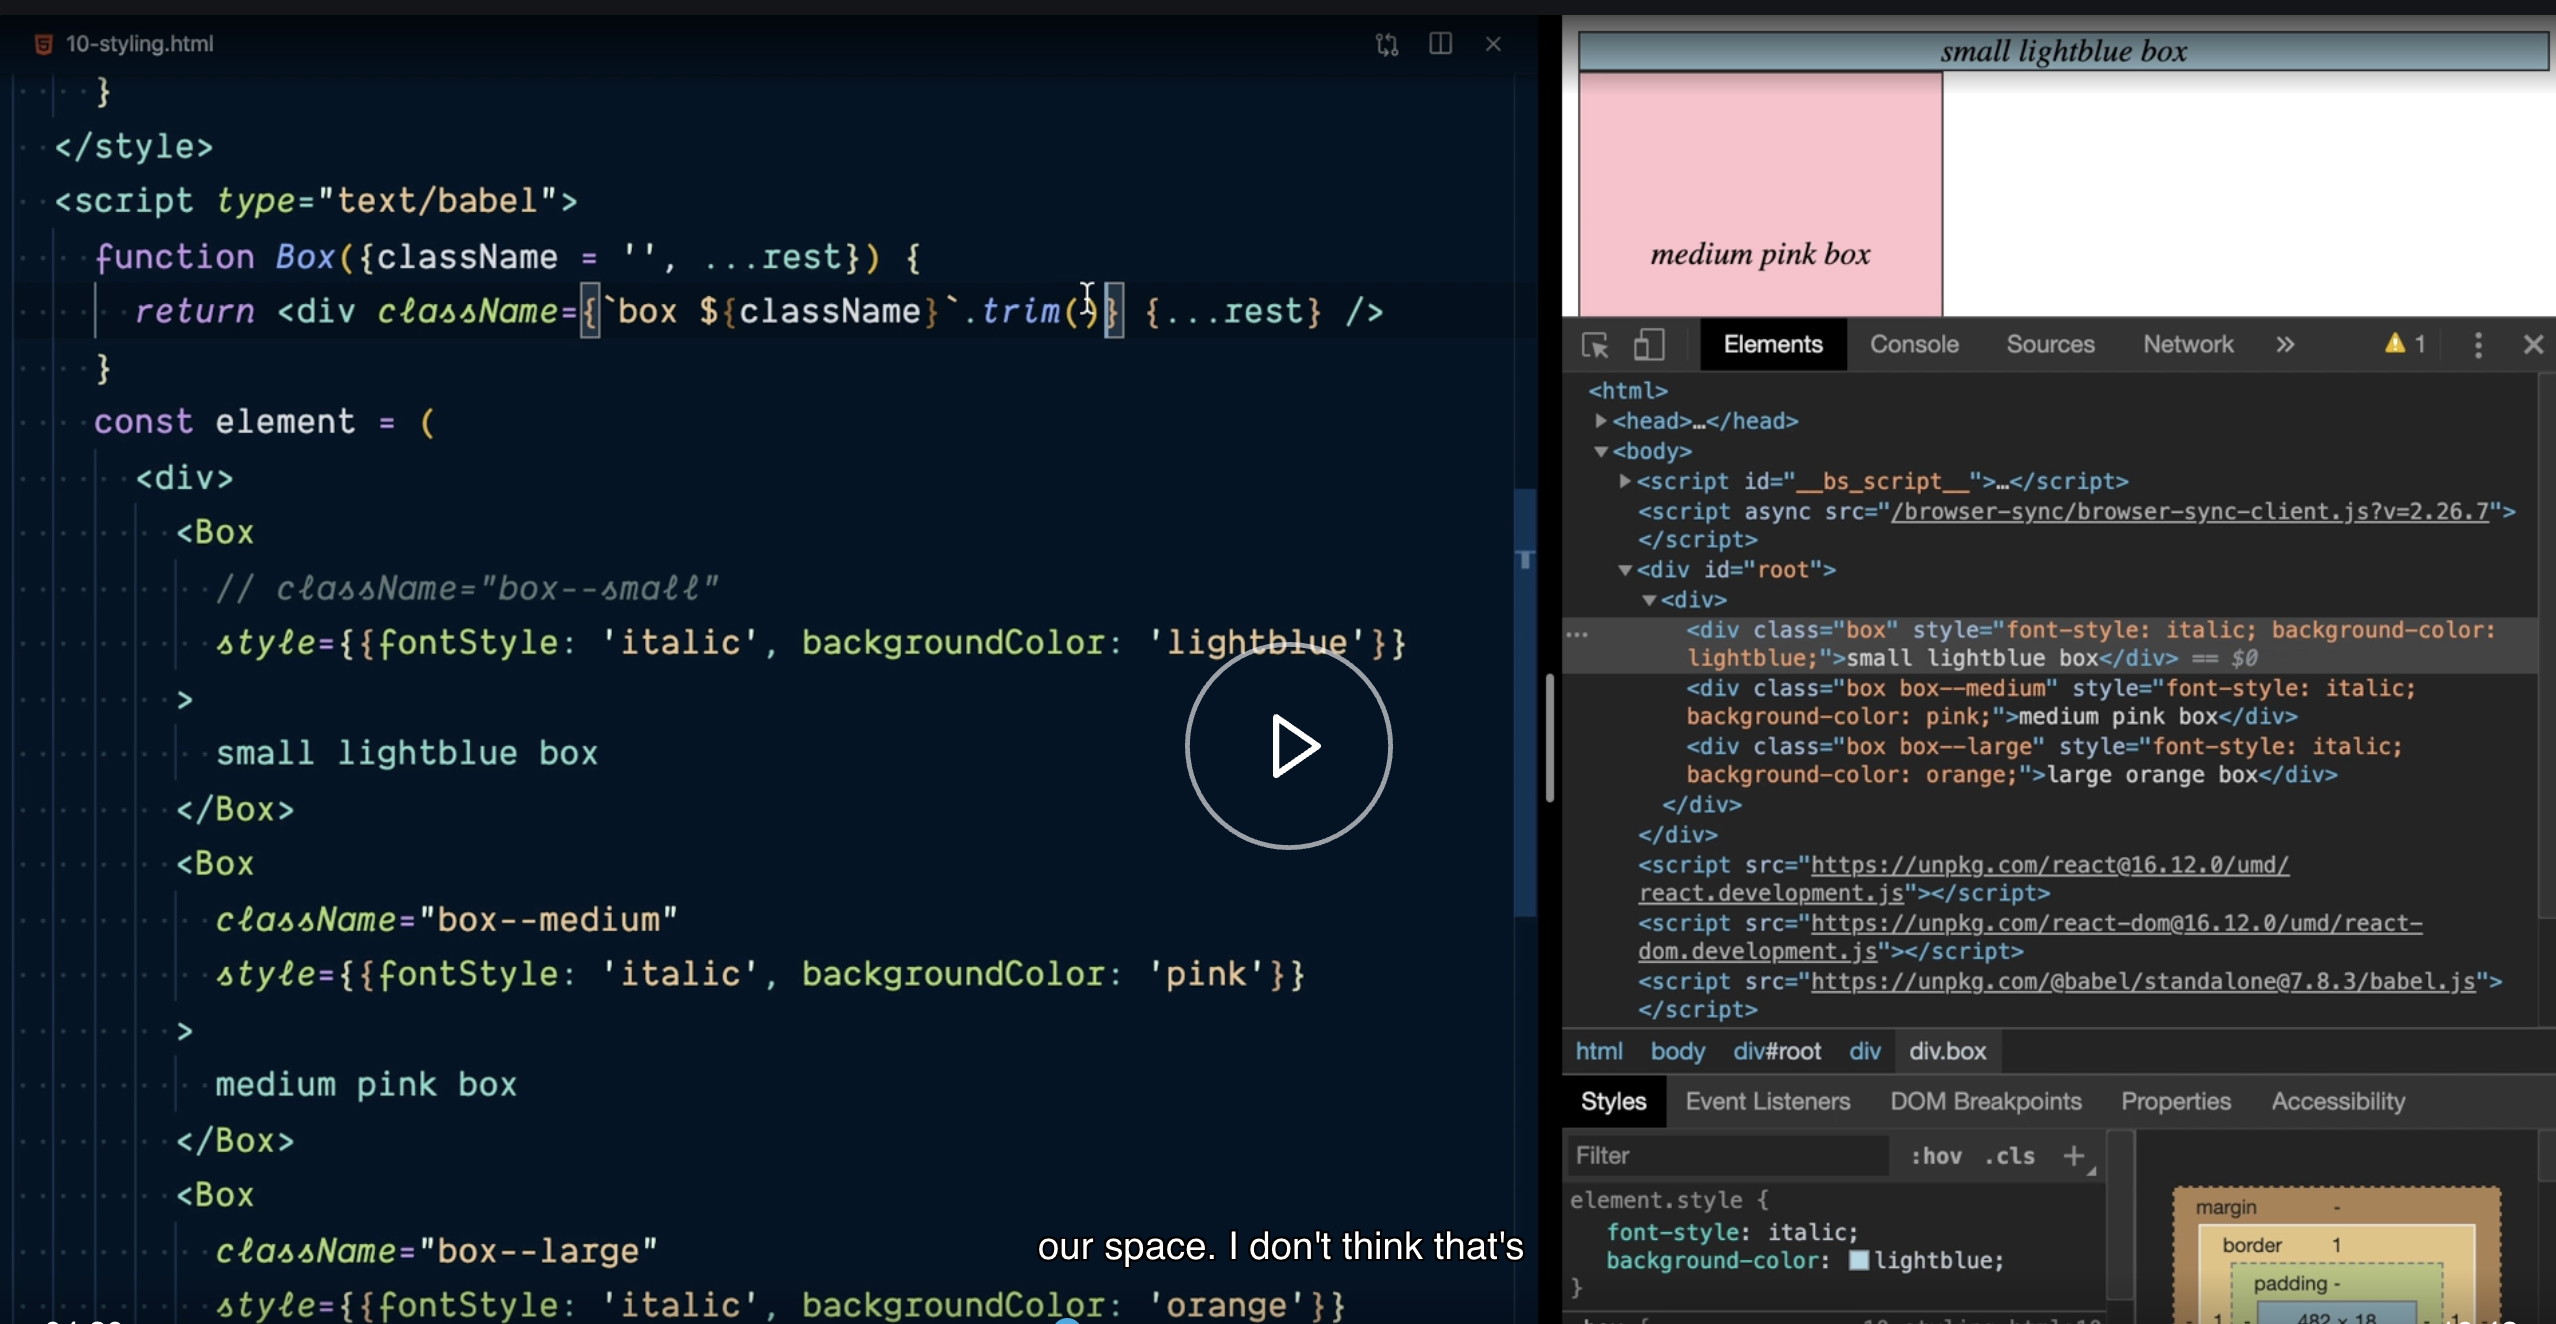 10-styling.html
}
</style>
<script type="text/babel">
function Box({className = '', ...rest}) {
return <div className={`box ${className}`.trim()} {...rest} />
}
const element = (
<div>
<Box
// className="box--small"
style={{fontStyle: 'italic', backgroundColor: 'lightblue'}}
>
small lightblue box
</Box>
<Box
className="box--medium"
style={{fontStyle: 'italic', backgroundColor: 'pink'}}
>
medium pink box
</Box>
<Box
className="box--large"
style={{fontStyle: 'italic', backgroundColor: 'orange'}}
our space. I don't think that's
small lightblue box
medium pink box
Elements Console Sources Network » 1
<html>
<head>…</head>
<body>
<script id="__bs_script__">…</script>
<script async src="/browser-sync/browser-sync-client.js?v=2.26.7">
</script>
<div id="root">
<div>
<div class="box" style="font-style: italic; background-color:
lightblue;">small lightblue box</div> == $0
<div class="box box--medium" style="font-style: italic;
background-color: pink;">medium pink box</div>
<div class="box box--large" style="font-style: italic;
background-color: orange;">large orange box</div>
</div>
</div>
<script src="https://unpkg.com/react@16.12.0/umd/
react.development.js"></script>
<script src="https://unpkg.com/react-dom@16.12.0/umd/react-
dom.development.js"></script>
<script src="https://unpkg.com/@babel/standalone@7.8.3/babel.js">
</script>
html body div#root div div.box
Styles Event Listeners DOM Breakpoints Properties Accessibility
Filter :hov .cls +
element.style {
font-style: italic;
background-color: lightblue;
}
margin -
border 1
padding -
482 × 18